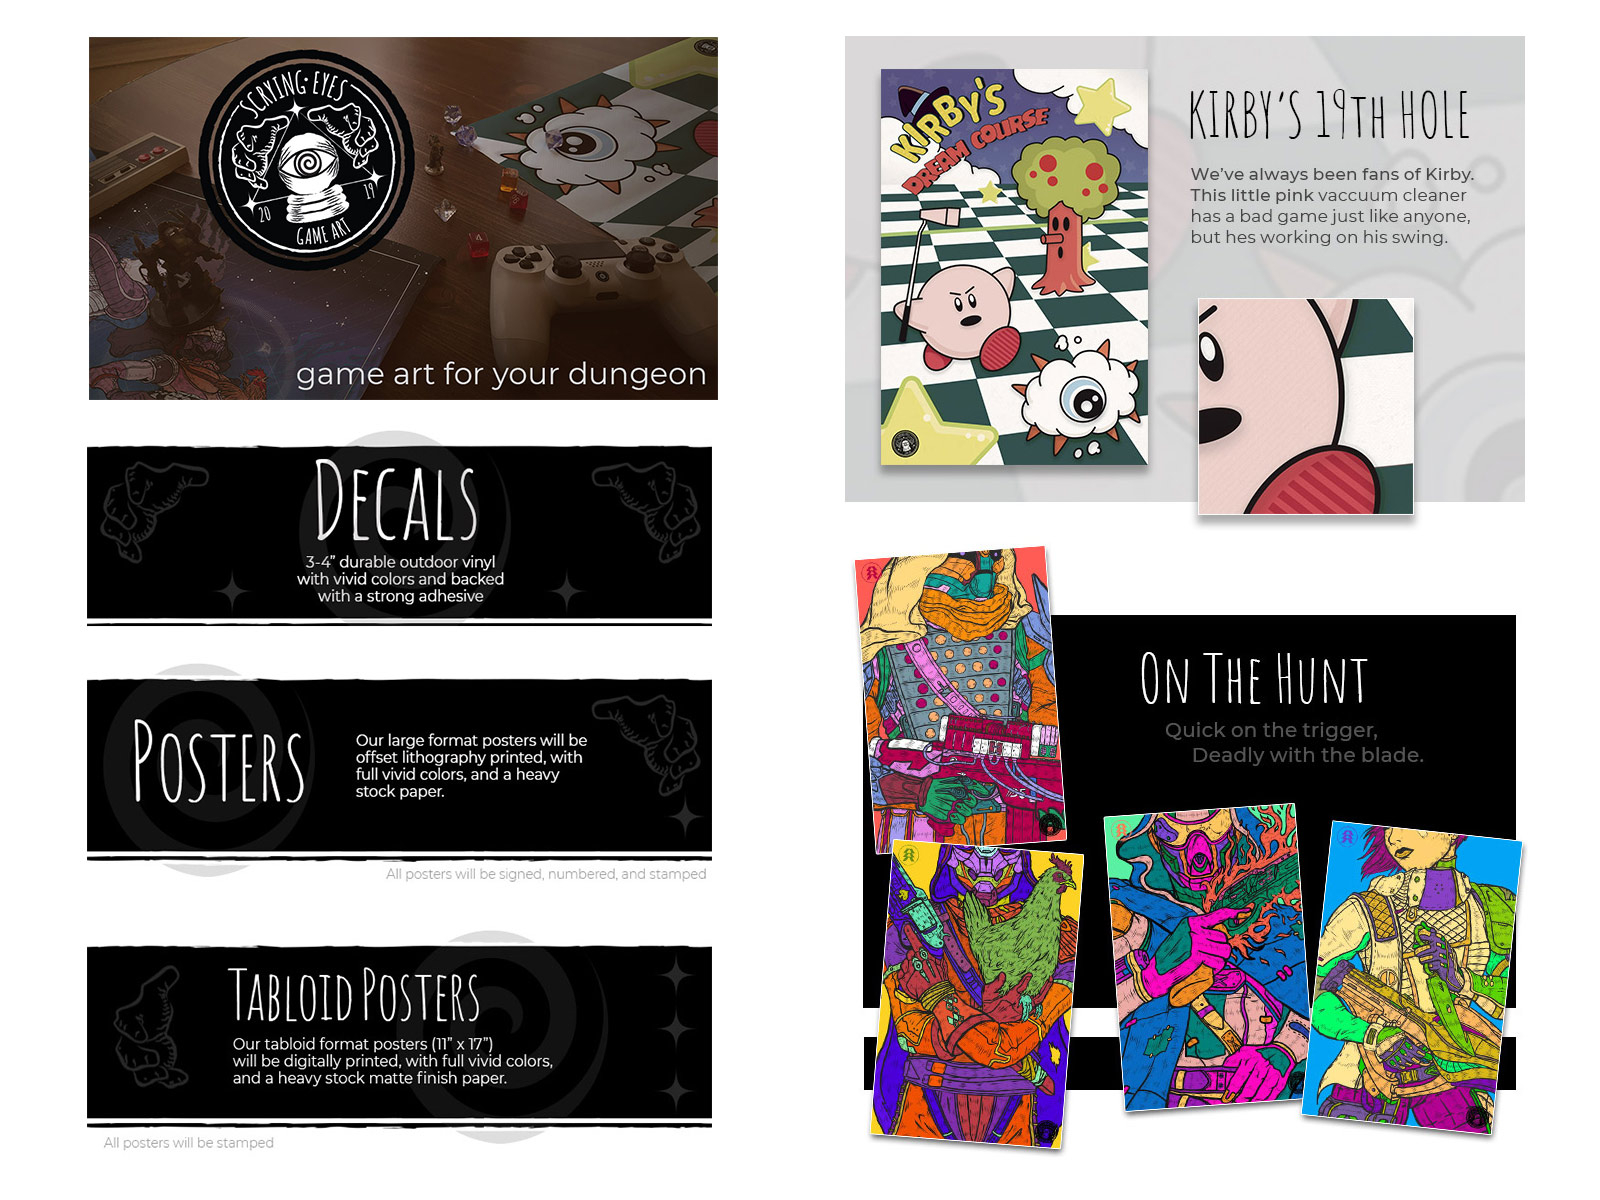 SCRYING·EYES
20 19
GAME ART
game art for your dungeon
DECALS
3-4” durable outdoor vinyl
with vivid colors and backed
with a strong adhesive
POSTERS
Our large format posters will be
offset lithography printed, with
full vivid colors, and a heavy
stock paper.
All posters will be signed, numbered, and stamped
TABLOID POSTERS
Our tabloid format posters (11” x 17”)
will be digitally printed, with full vivid colors,
and a heavy stock matte finish paper.
All posters will be stamped
KIRBY'S
DREAM COURSE
KIRBY'S 19TH HOLE
We’ve always been fans of Kirby.
This little pink vaccuum cleaner
has a bad game just like anyone,
but hes working on his swing.
ON THE HUNT
Quick on the trigger,
Deadly with the blade.